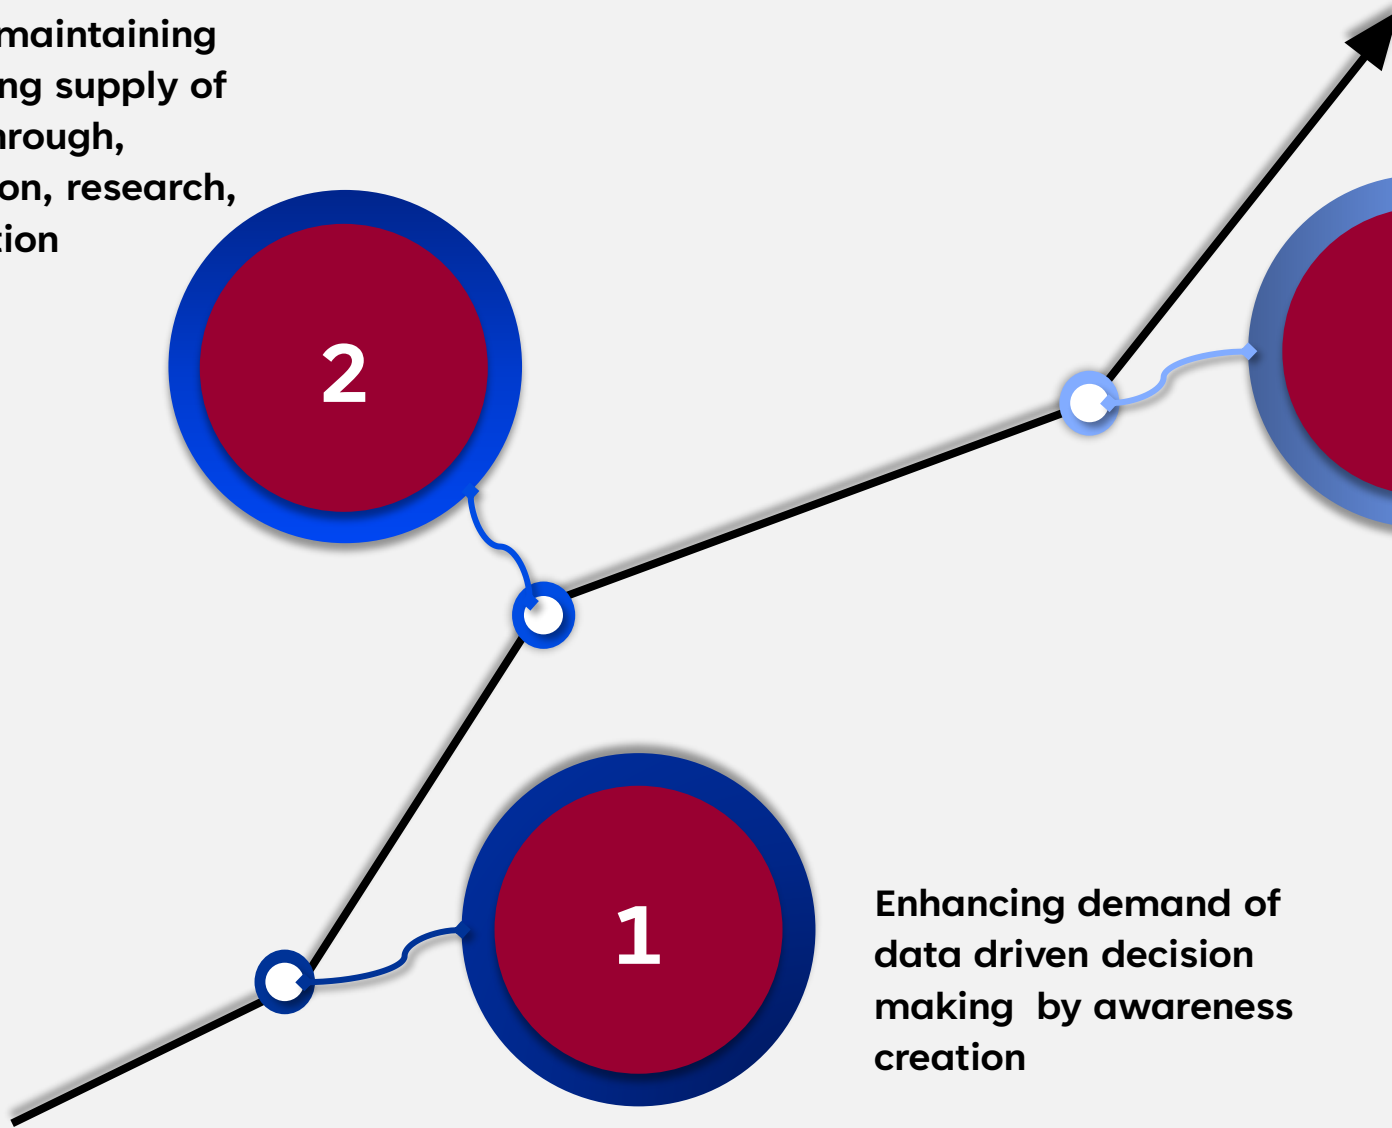 maintaining
ng supply of
hrough,
on, research,
tion
2
1
Enhancing demand of
data driven decision
making  by awareness
creation